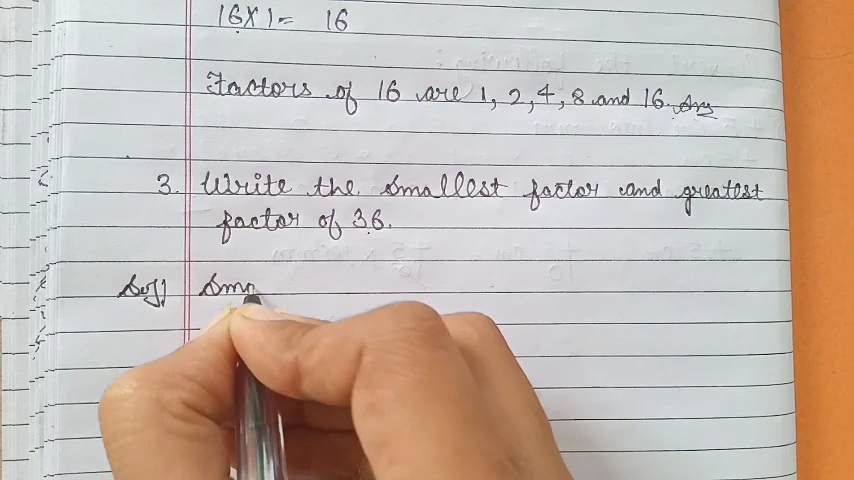 16×1= 16
Factors of 16 are 1, 2, 4, 8 and 16. Ans
3. Write the smallest factor and greatest
factor of 36.
Sol) Sma